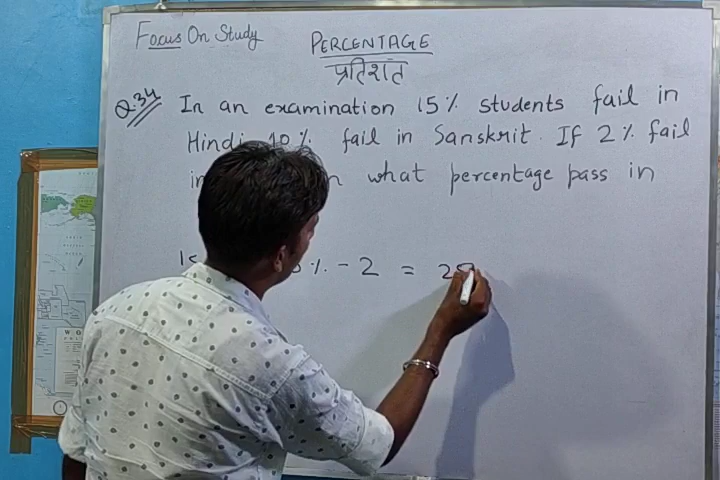 Focus On Study
PERCENTAGE
प्रतिशत
Q.34 In an examination 15% students fail in
Hindi 10% fail in Sanskrit. If 2% fail
in what percentage pass in
% - 2 = 2